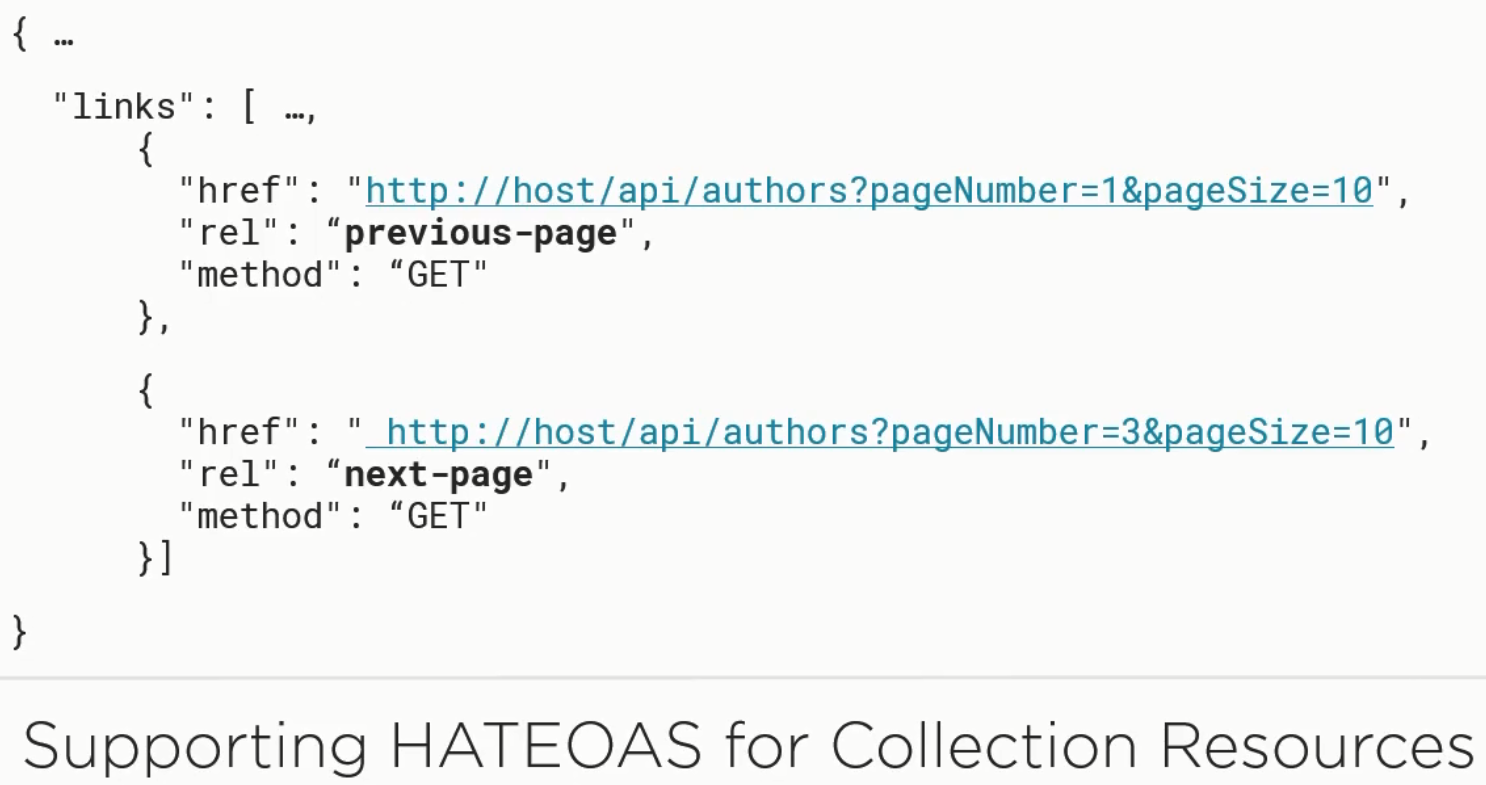 { …
"links": [ …,
{
"href": "http://host/api/authors?pageNumber=1&pageSize=10",
"rel": “previous-page",
"method": “GET"
},
{
"href": " http://host/api/authors?pageNumber=3&pageSize=10",
"rel": “next-page",
"method": “GET"
}]
}
Supporting HATEOAS for Collection Resources